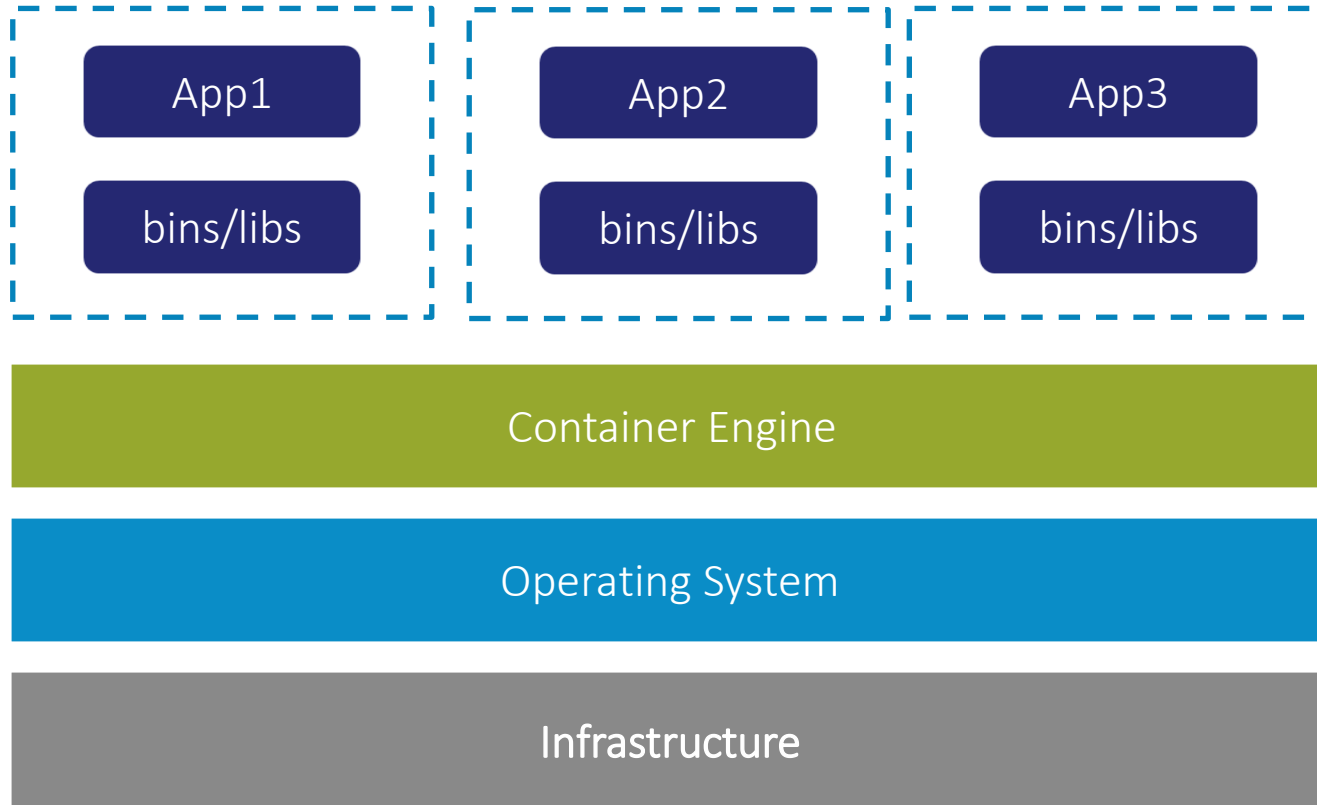 App1
App2
App3
bins/libs
bins/libs
bins/libs
Container Engine
Operating System
Infrastructure